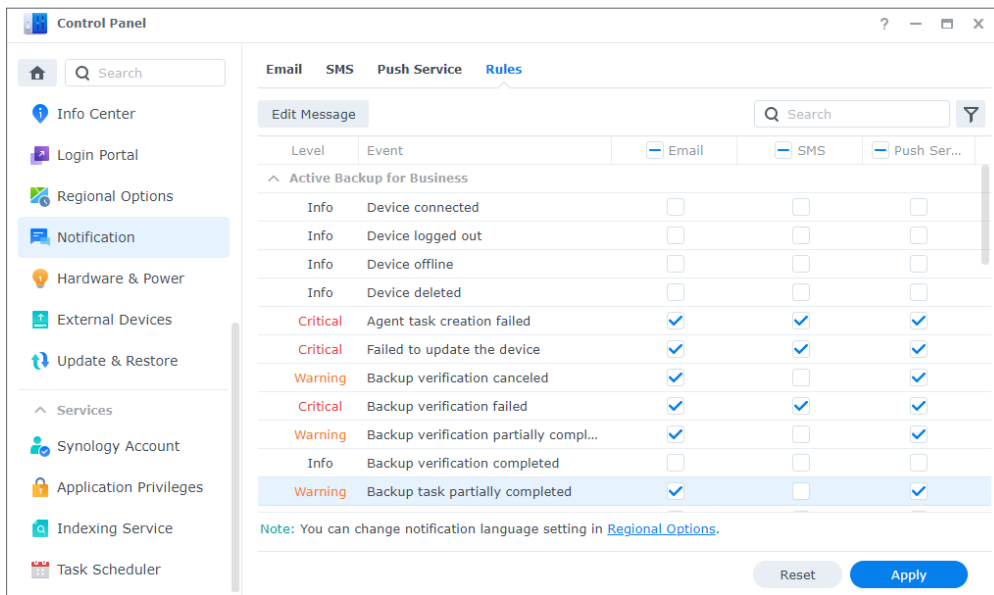 Control Panel
?
Search
Info Center
Login Portal
Regional Options
Notification
Hardware & Power
External Devices
Update & Restore
Services
Synology Account
Application Privileges
Indexing Service
Task Scheduler
Email SMS Push Service Rules
Edit Message Search
Level Event Email SMS Push Ser...
Active Backup for Business
Info Device connected
Info Device logged out
Info Device offline
Info Device deleted
Critical Agent task creation failed
Critical Failed to update the device
Warning Backup verification canceled
Critical Backup verification failed
Warning Backup verification partially compl...
Info Backup verification completed
Warning Backup task partially completed
Note: You can change notification language setting in Regional Options.
Reset Apply